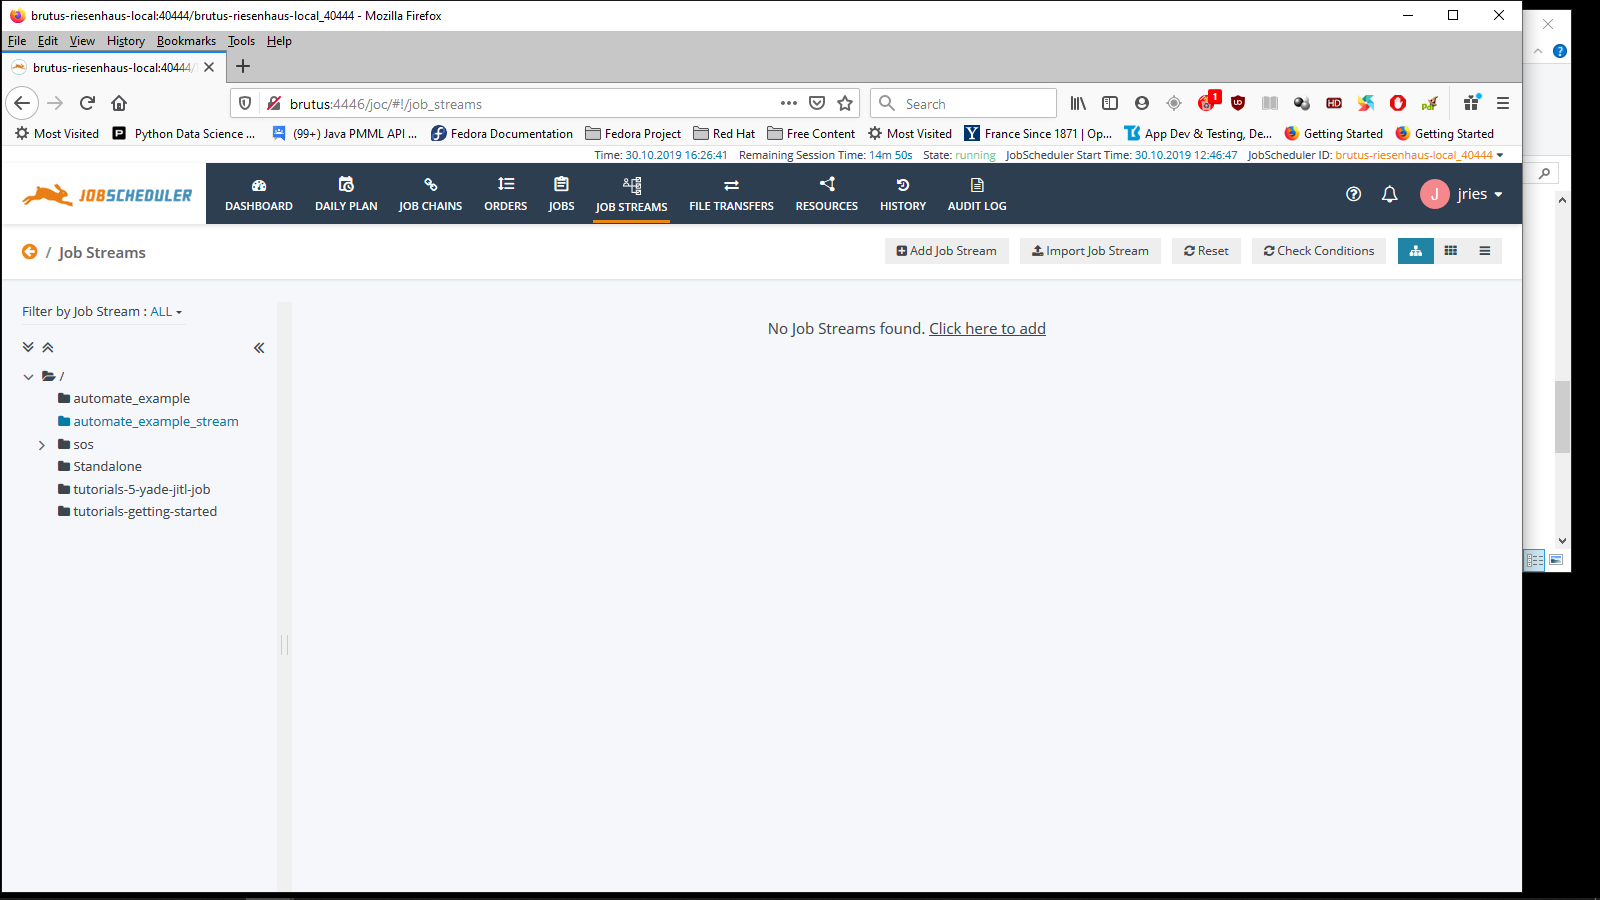 brutus-riesenhaus-local:40444/brutus-riesenhaus-local_40444 - Mozilla Firefox
File Edit View History Bookmarks Tools Help
brutus-riesenhaus-local:40444/
brutus:4446/joc/#!/job_streams
Search
1
HD
pdf
Most Visited Python Data Science ... (99+) Java PMML API ... Fedora Documentation Fedora Project Red Hat Free Content Most Visited France Since 1871 | Op... App Dev & Testing, De... Getting Started Getting Started
Time: 30.10.2019 16:26:41 Remaining Session Time: 14m 50s State: running JobScheduler Start Time: 30.10.2019 12:46:47 JobScheduler ID: brutus-riesenhaus-local_40444
JOBSCHEDULER
DASHBOARD DAILY PLAN JOB CHAINS ORDERS JOBS JOB STREAMS FILE TRANSFERS RESOURCES HISTORY AUDIT LOG
J jries
/ Job Streams
Add Job Stream Import Job Stream Reset Check Conditions
Filter by Job Stream : ALL
No Job Streams found. Click here to add
/
automate_example
automate_example_stream
sos
Standalone
tutorials-5-yade-jitl-job
tutorials-getting-started